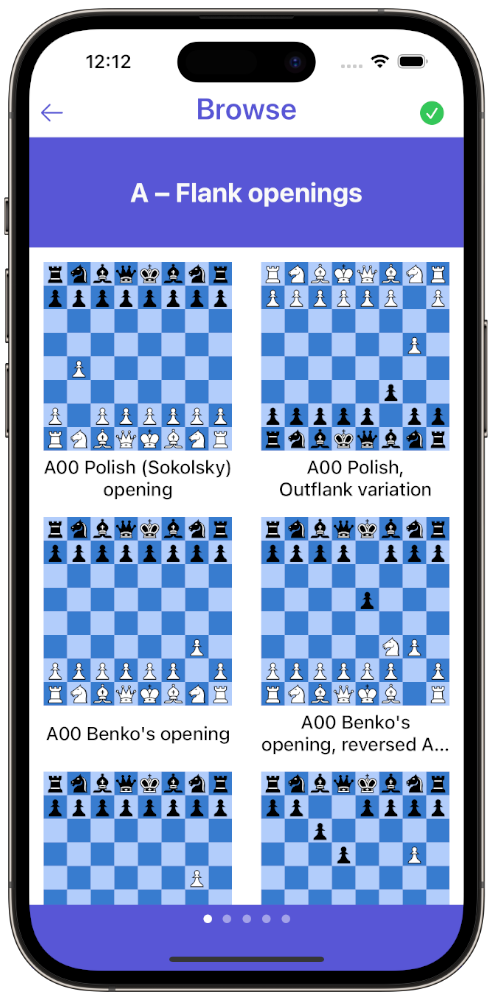 12:12
Browse
A – Flank openings
A00 Polish (Sokolsky)
opening
A00 Polish,
Outflank variation
A00 Benko's opening
A00 Benko's
opening, reversed A...